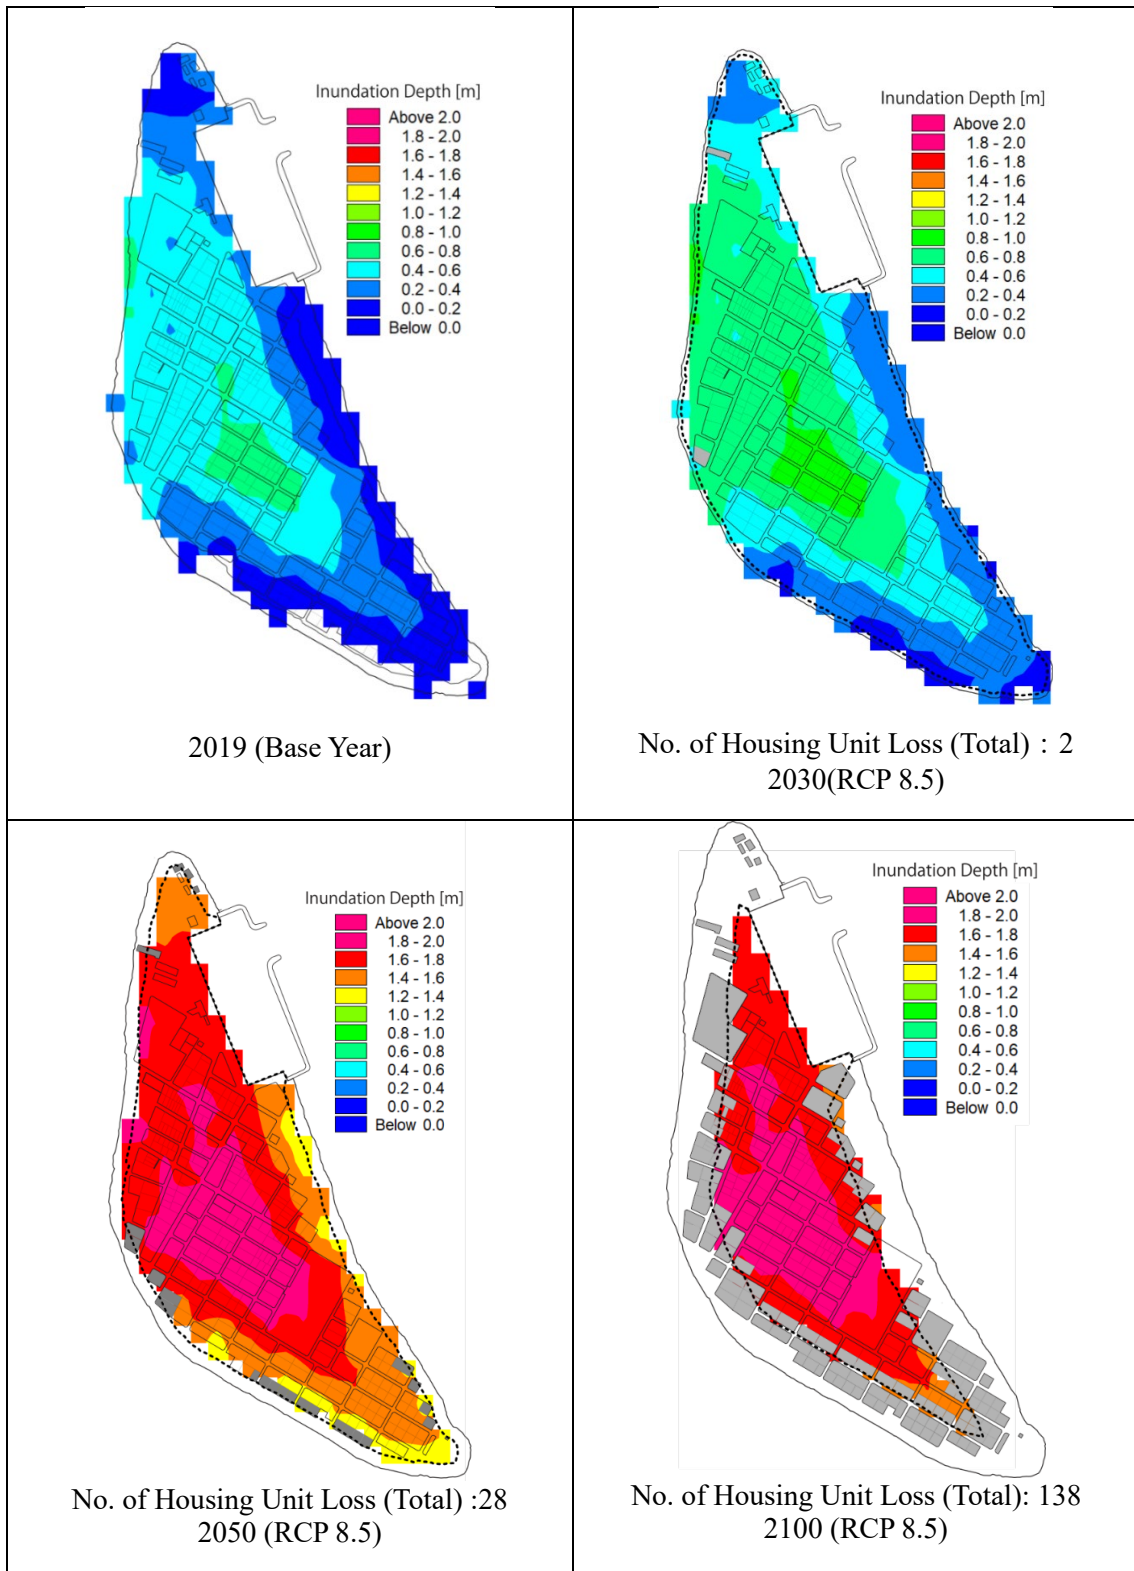 Inundation Depth [m]
Above 2.0
1.8 - 2.0
1.6 - 1.8
1.4 - 1.6
1.2 - 1.4
1.0 - 1.2
0.8 - 1.0
0.6 - 0.8
0.4 - 0.6
0.2 - 0.4
0.0 - 0.2
Below 0.0
2019 (Base Year)
Inundation Depth [m]
Above 2.0
1.8 - 2.0
1.6 - 1.8
1.4 - 1.6
1.2 - 1.4
1.0 - 1.2
0.8 - 1.0
0.6 - 0.8
0.4 - 0.6
0.2 - 0.4
0.0 - 0.2
Below 0.0
No. of Housing Unit Loss (Total) : 2
2030(RCP 8.5)
Inundation Depth [m]
Above 2.0
1.8 - 2.0
1.6 - 1.8
1.4 - 1.6
1.2 - 1.4
1.0 - 1.2
0.8 - 1.0
0.6 - 0.8
0.4 - 0.6
0.2 - 0.4
0.0 - 0.2
Below 0.0
No. of Housing Unit Loss (Total) :28
2050 (RCP 8.5)
Inundation Depth [m]
Above 2.0
1.8 - 2.0
1.6 - 1.8
1.4 - 1.6
1.2 - 1.4
1.0 - 1.2
0.8 - 1.0
0.6 - 0.8
0.4 - 0.6
0.2 - 0.4
0.0 - 0.2
Below 0.0
No. of Housing Unit Loss (Total): 138
2100 (RCP 8.5)